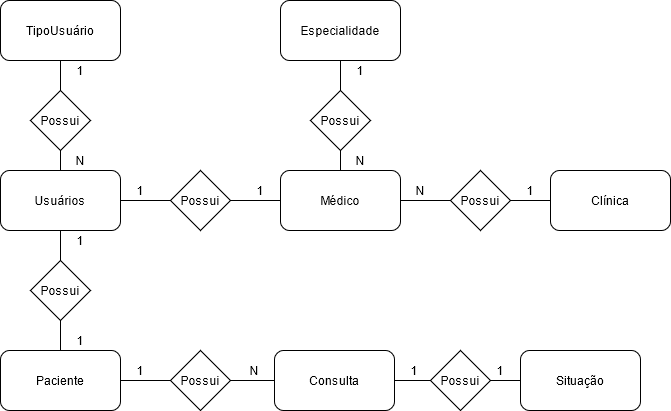 TipoUsuário
Especialidade
1
1
Possui
Possui
N
N
Usuários
1
Possui
1
Médico
N
Possui
1
Clínica
1
Possui
1
Paciente
1
Possui
N
Consulta
1
Possui
1
Situação